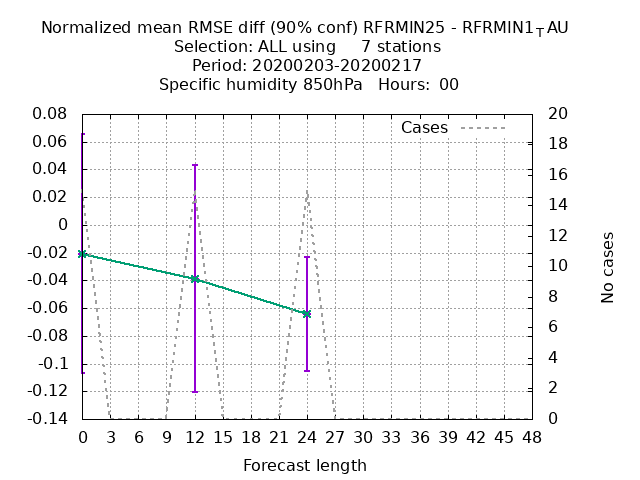 Normalized mean RMSE diff (90% conf) RFRMIN25 - RFRMIN1_TAU
Selection: ALL using 7 stations
Period: 20200203-20200217
Specific humidity 850hPa Hours: 00
Cases
0.08
0.06
0.04
0.02
0
-0.02
-0.04
-0.06
-0.08
-0.1
-0.12
-0.14
20
18
16
14
12
10
8
6
4
2
0
No cases
0 3 6 9 12 15 18 21 24 27 30 33 36 39 42 45 48
Forecast length